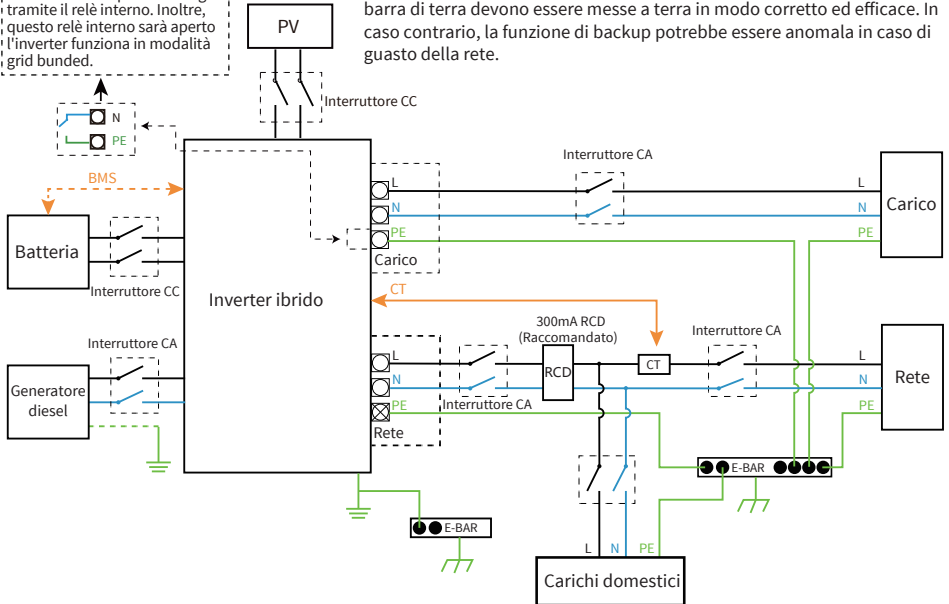 tramite il relè interno. Inoltre,
questo relè interno sarà aperto
l'inverter funziona in modalità
grid bunded.
barra di terra devono essere messe a terra in modo corretto ed efficace. In
caso contrario, la funzione di backup potrebbe essere anomala in caso di
guasto della rete.
PV
Interruttore CC
N
PE
BMS
Batteria
Interruttore CC
Interruttore CA
Generatore
diesel
Inverter ibrido
L
N
PE
Carico
Interruttore CA
L
N
PE
Carico
CT
300mA RCD
(Raccomandato)
RCD
CT
Interruttore CA
L
N
PE
Rete
Interruttore CA
L
N
PE
Rete
E-BAR
E-BAR
L
N
PE
Carichi domestici